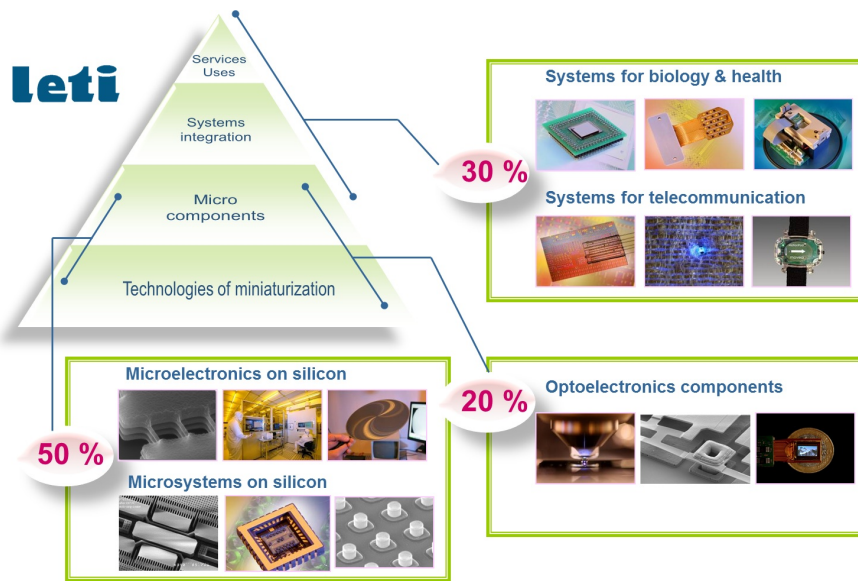 leti
Services
Uses
Systems
integration
Micro
components
Technologies of miniaturization
30 %
Systems for biology & health
Systems for telecommunication
50 %
Microelectronics on silicon
Microsystems on silicon
20 %
Optoelectronics components